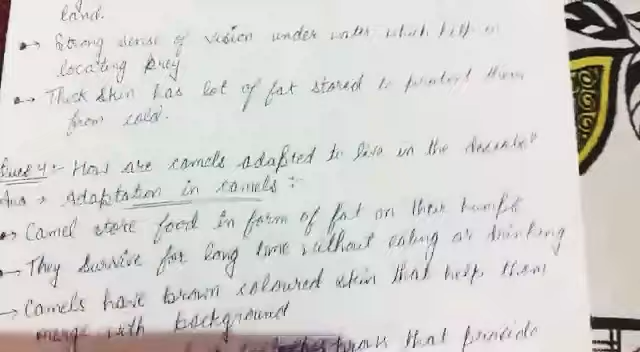 land.
→ Strong sense of vision under water which help in
locating prey
→ Thick skin has lot of fat stored to protect them
from cold.
Ques 4:- How are camels adapted to live in the
Ans → Adaptation in camels :-
→ Camel store food in form of fat on their
→ They survive for long time without eating or drinking
→ Camels have brown coloured skin that help them
merge with background
that provide